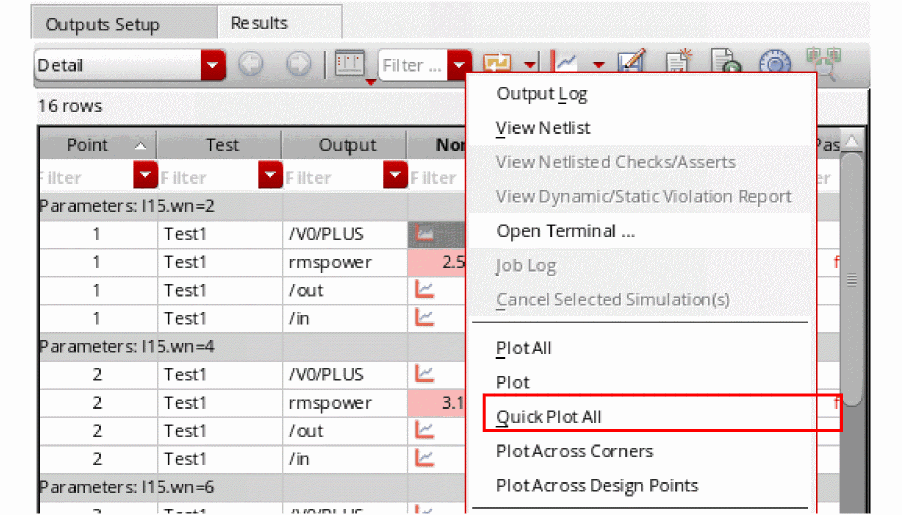 Outputs Setup Results
Detail Filter ...
16 rows
Point Test Output Nor Pas
Filter Filter Filter Filter er
Parameters: I15.wn=2
1 Test1 /V0/PLUS
1 Test1 rmspower 2.5 f
1 Test1 /out
1 Test1 /in
Parameters: I15.wn=4
2 Test1 /V0/PLUS
2 Test1 rmspower 3.1 f
2 Test1 /out
2 Test1 /in
Parameters: I15.wn=6
3 Test1 /V0/PLUS
Output Log
View Netlist
View Netlisted Checks/Asserts
View Dynamic/Static Violation Report
Open Terminal ...
Job Log
Cancel Selected Simulation(s)
Plot All
Plot
Quick Plot All
Plot Across Corners
Plot Across Design Points